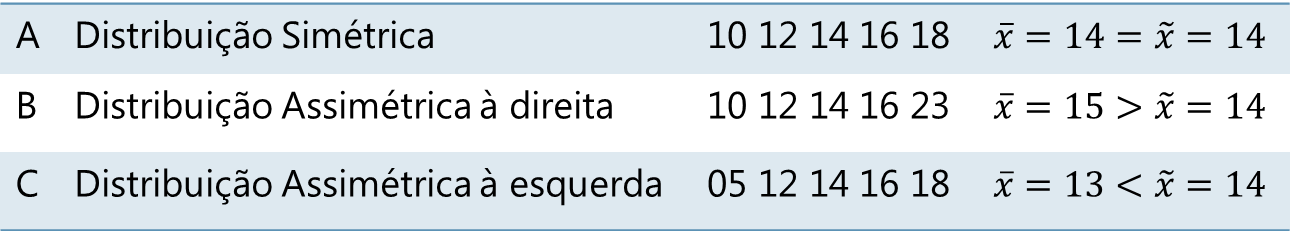 A Distribuição Simétrica 10 12 14 16 18 x̄ = 14 = x̃ = 14
B Distribuição Assimétrica à direita 10 12 14 16 23 x̄ = 15 > x̃ = 14
C Distribuição Assimétrica à esquerda 05 12 14 16 18 x̄ = 13 < x̃ = 14